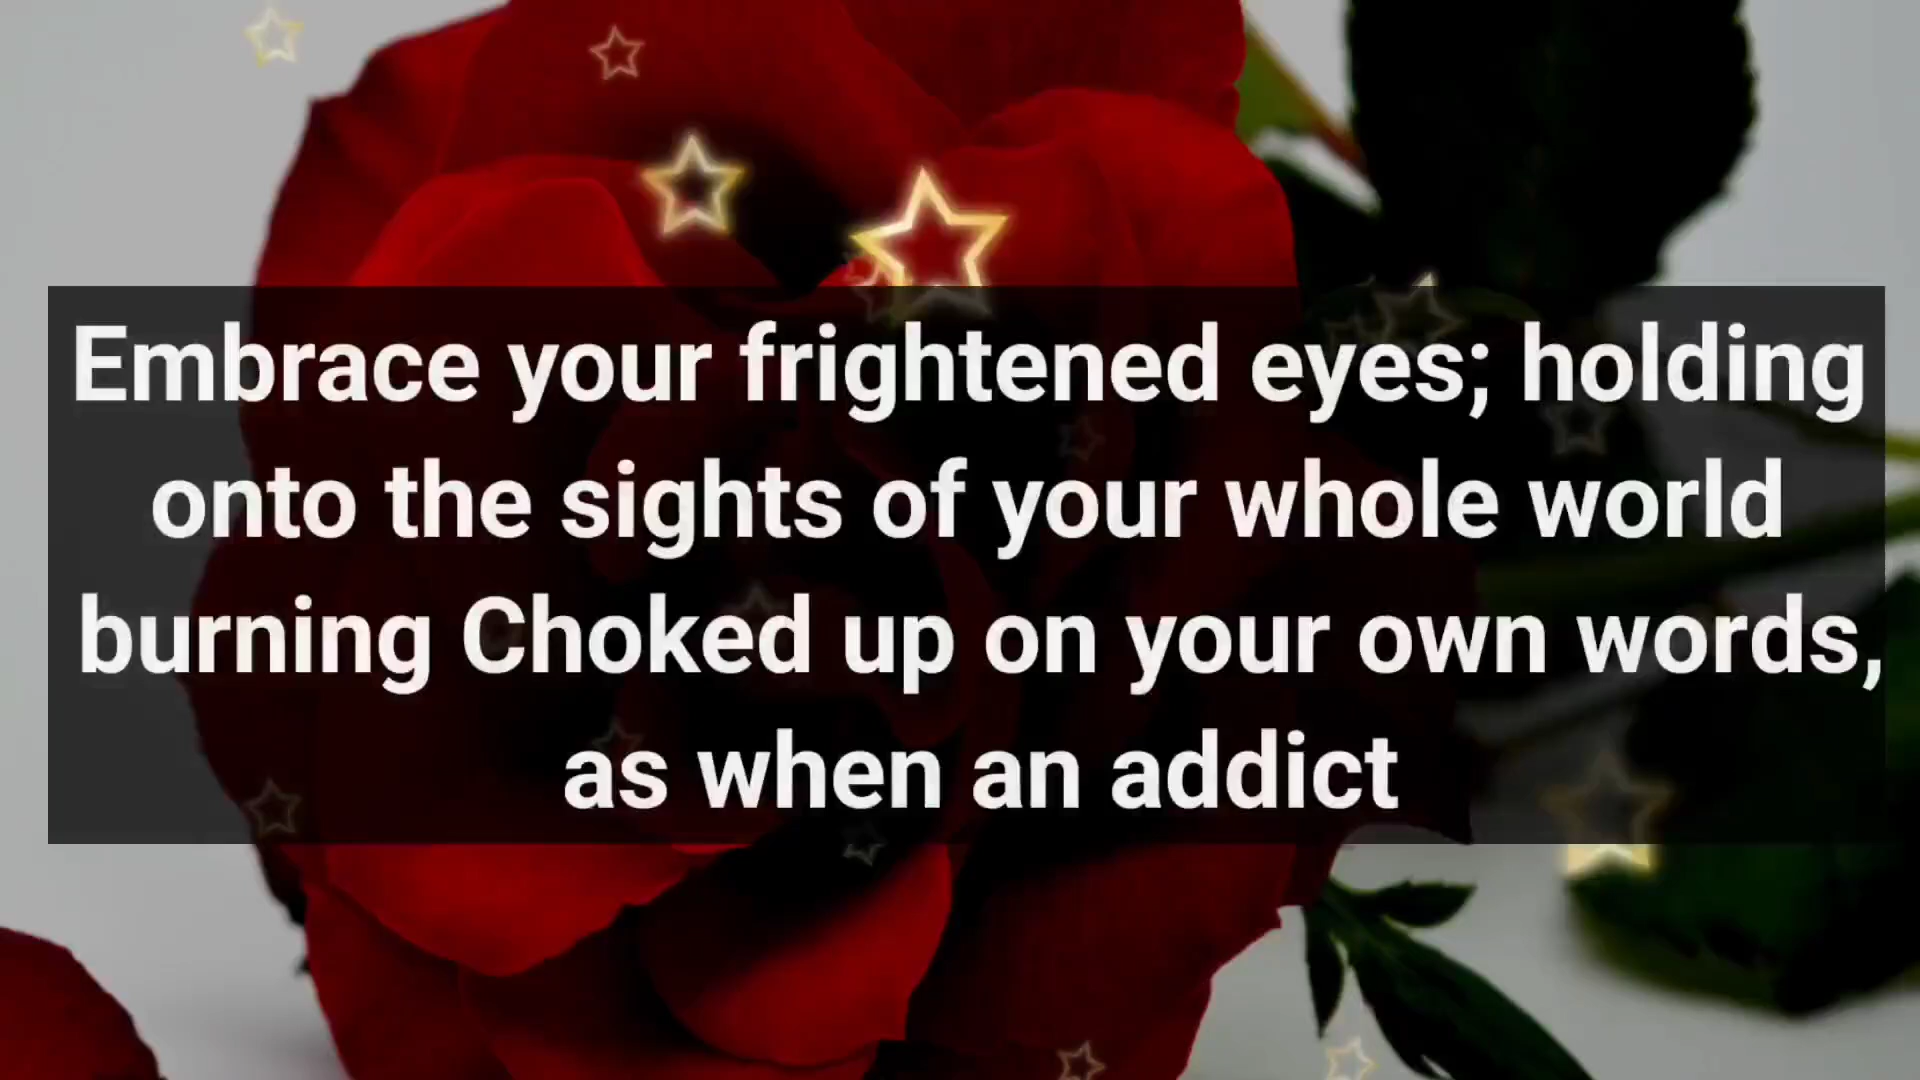 Embrace your frightened eyes; holding
onto the sights of your whole world
burning Choked up on your own words,
as when an addict